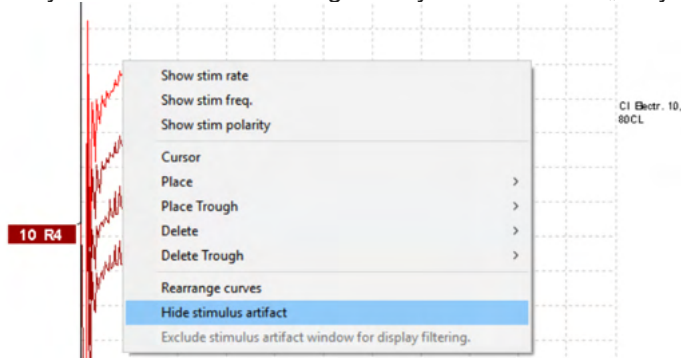 Show stim rate
Show stim freq.
Show stim polarity
Cursor
Place
Place Trough
Delete
Delete Trough
Rearrange curves
Hide stimulus artifact
Exclude stimulus artifact window for display filtering.
10 R4
CI Electr. 10,
80CL